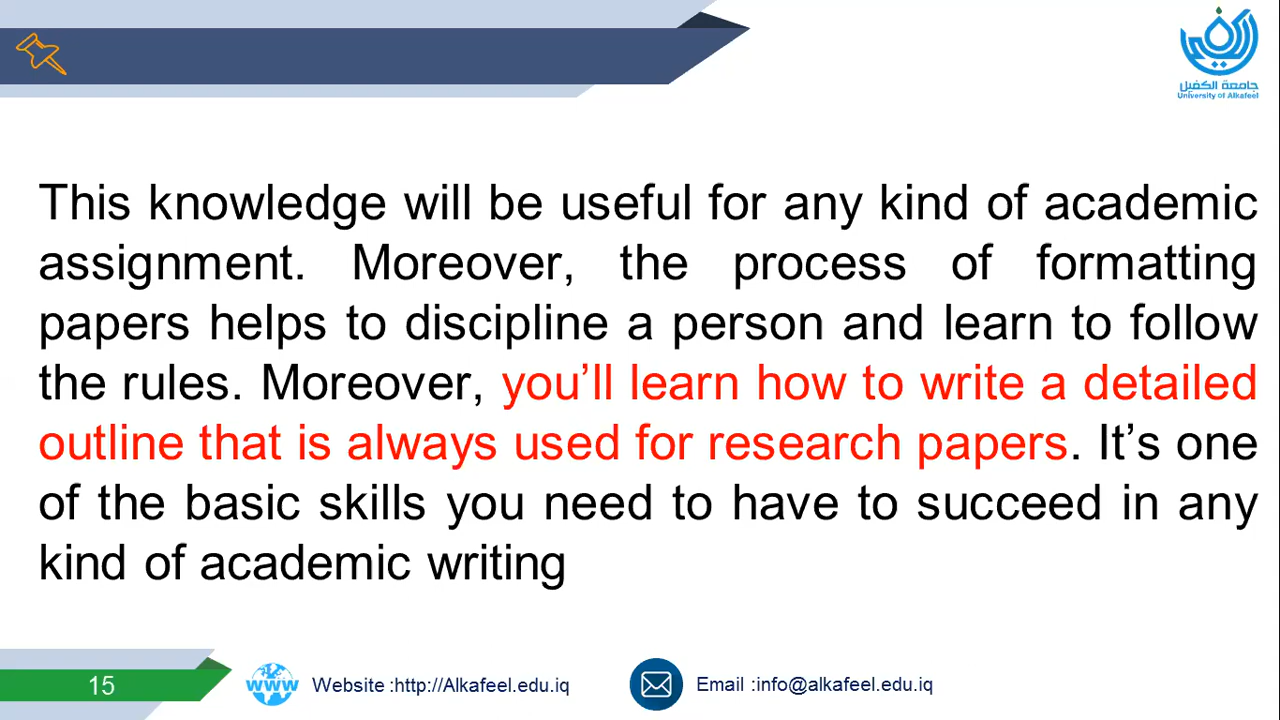 جامعة الكفيل
University of Alkafeel
This knowledge will be useful for any kind of academic
assignment. Moreover, the process of formatting
papers helps to discipline a person and learn to follow
the rules. Moreover, you’ll learn how to write a detailed
outline that is always used for research papers. It’s one
of the basic skills you need to have to succeed in any
kind of academic writing
15
www
Website :http://Alkafeel.edu.iq
Email :info@alkafeel.edu.iq